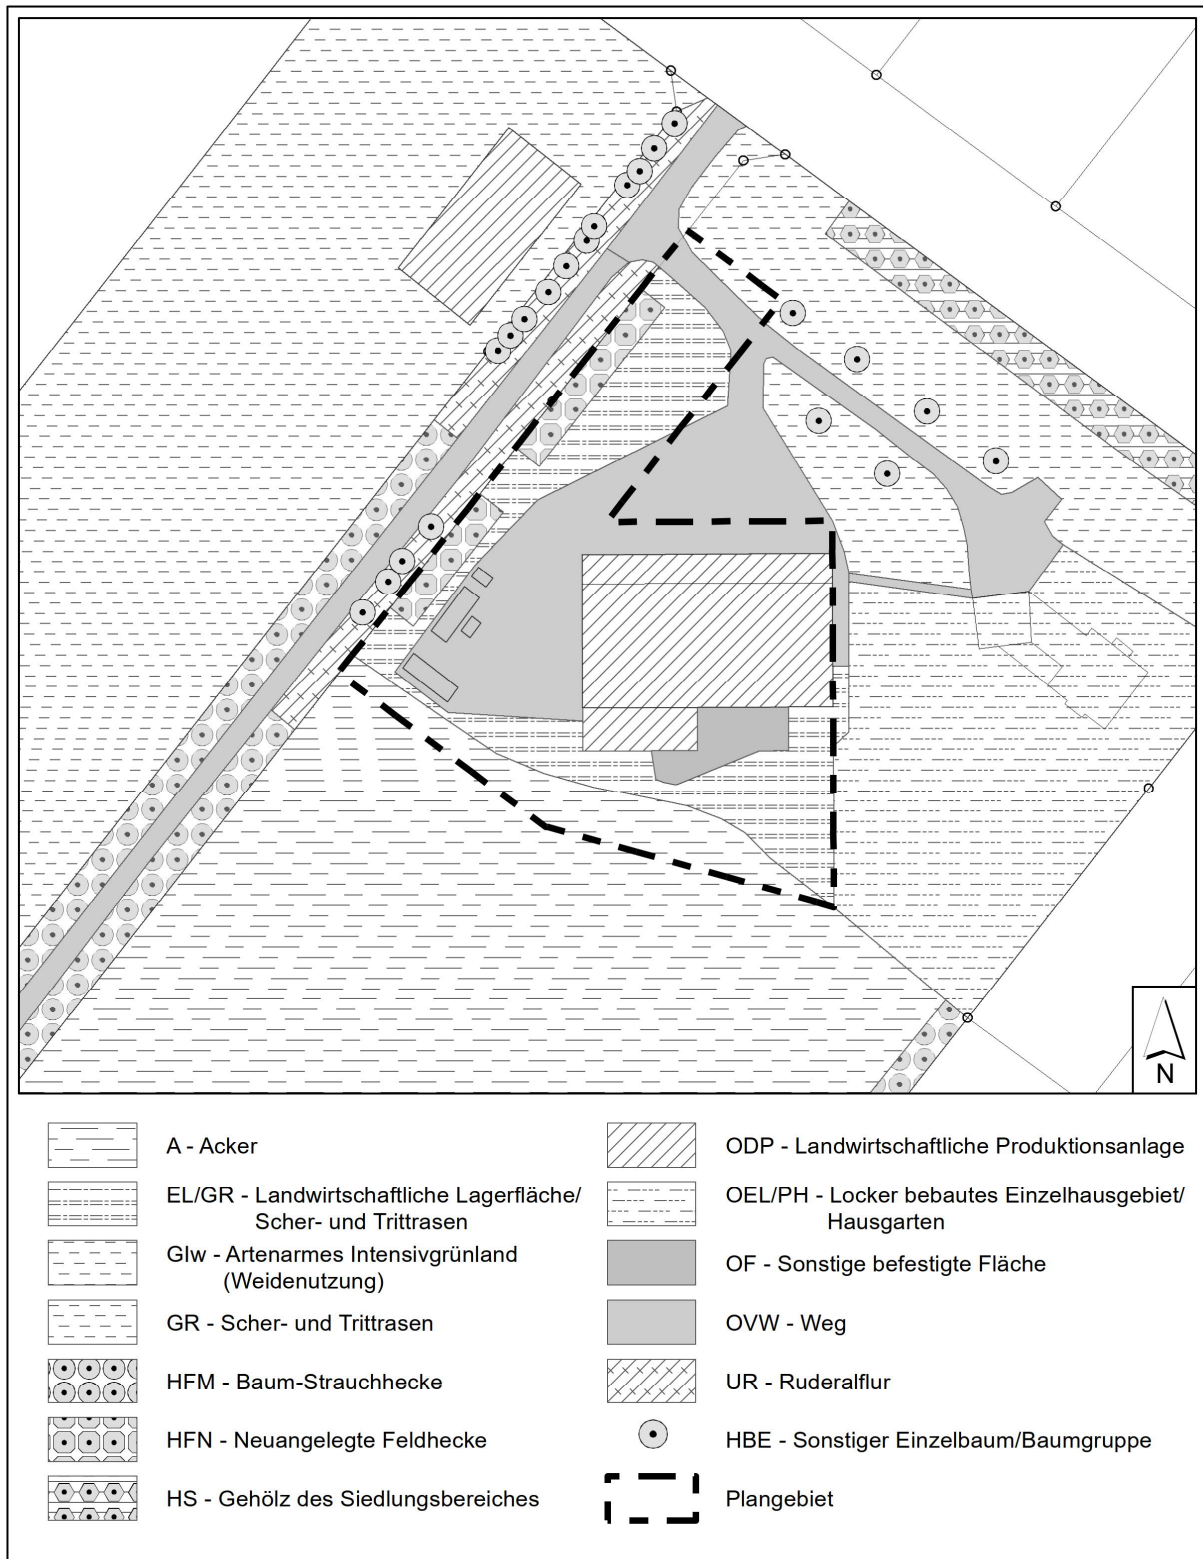 N
A - Acker
EL/GR - Landwirtschaftliche Lagerfläche/
Scher- und Trittrasen
GIw - Artenarmes Intensivgrünland
(Weidenutzung)
GR - Scher- und Trittrasen
HFM - Baum-Strauchhecke
HFN - Neuangelegte Feldhecke
HS - Gehölz des Siedlungsbereiches
ODP - Landwirtschaftliche Produktionsanlage
OEL/PH - Locker bebautes Einzelhausgebiet/
Hausgarten
OF - Sonstige befestigte Fläche
OVW - Weg
UR - Ruderalflur
HBE - Sonstiger Einzelbaum/Baumgruppe
Plangebiet